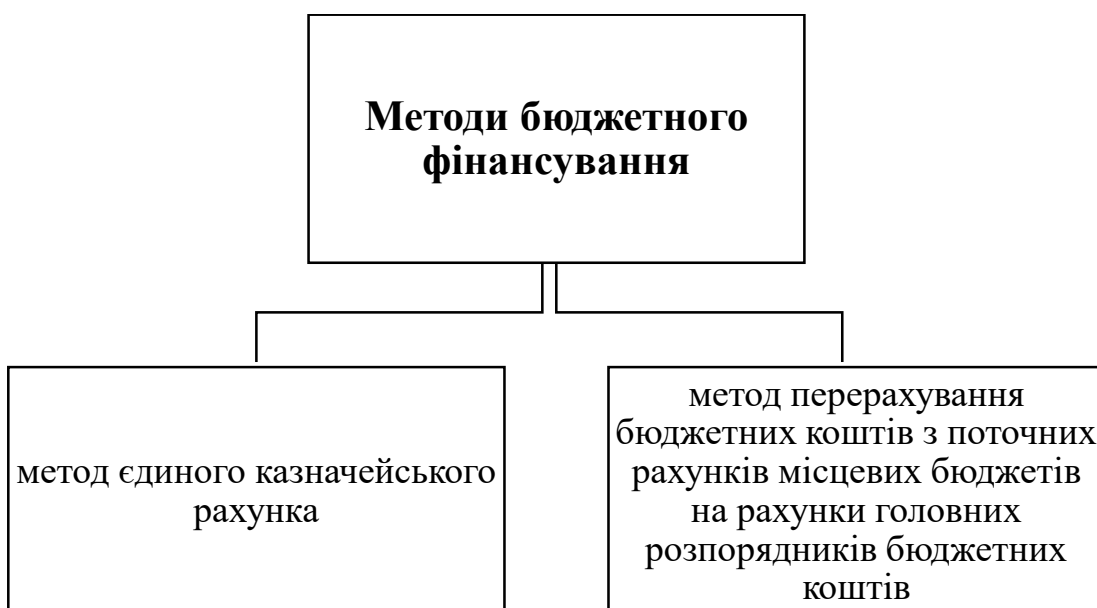 Методи бюджетного
фінансування
метод єдиного казначейського
рахунка
метод перерахування
бюджетних коштів з поточних
рахунків місцевих бюджетів
на рахунки головних
розпорядників бюджетних
коштів